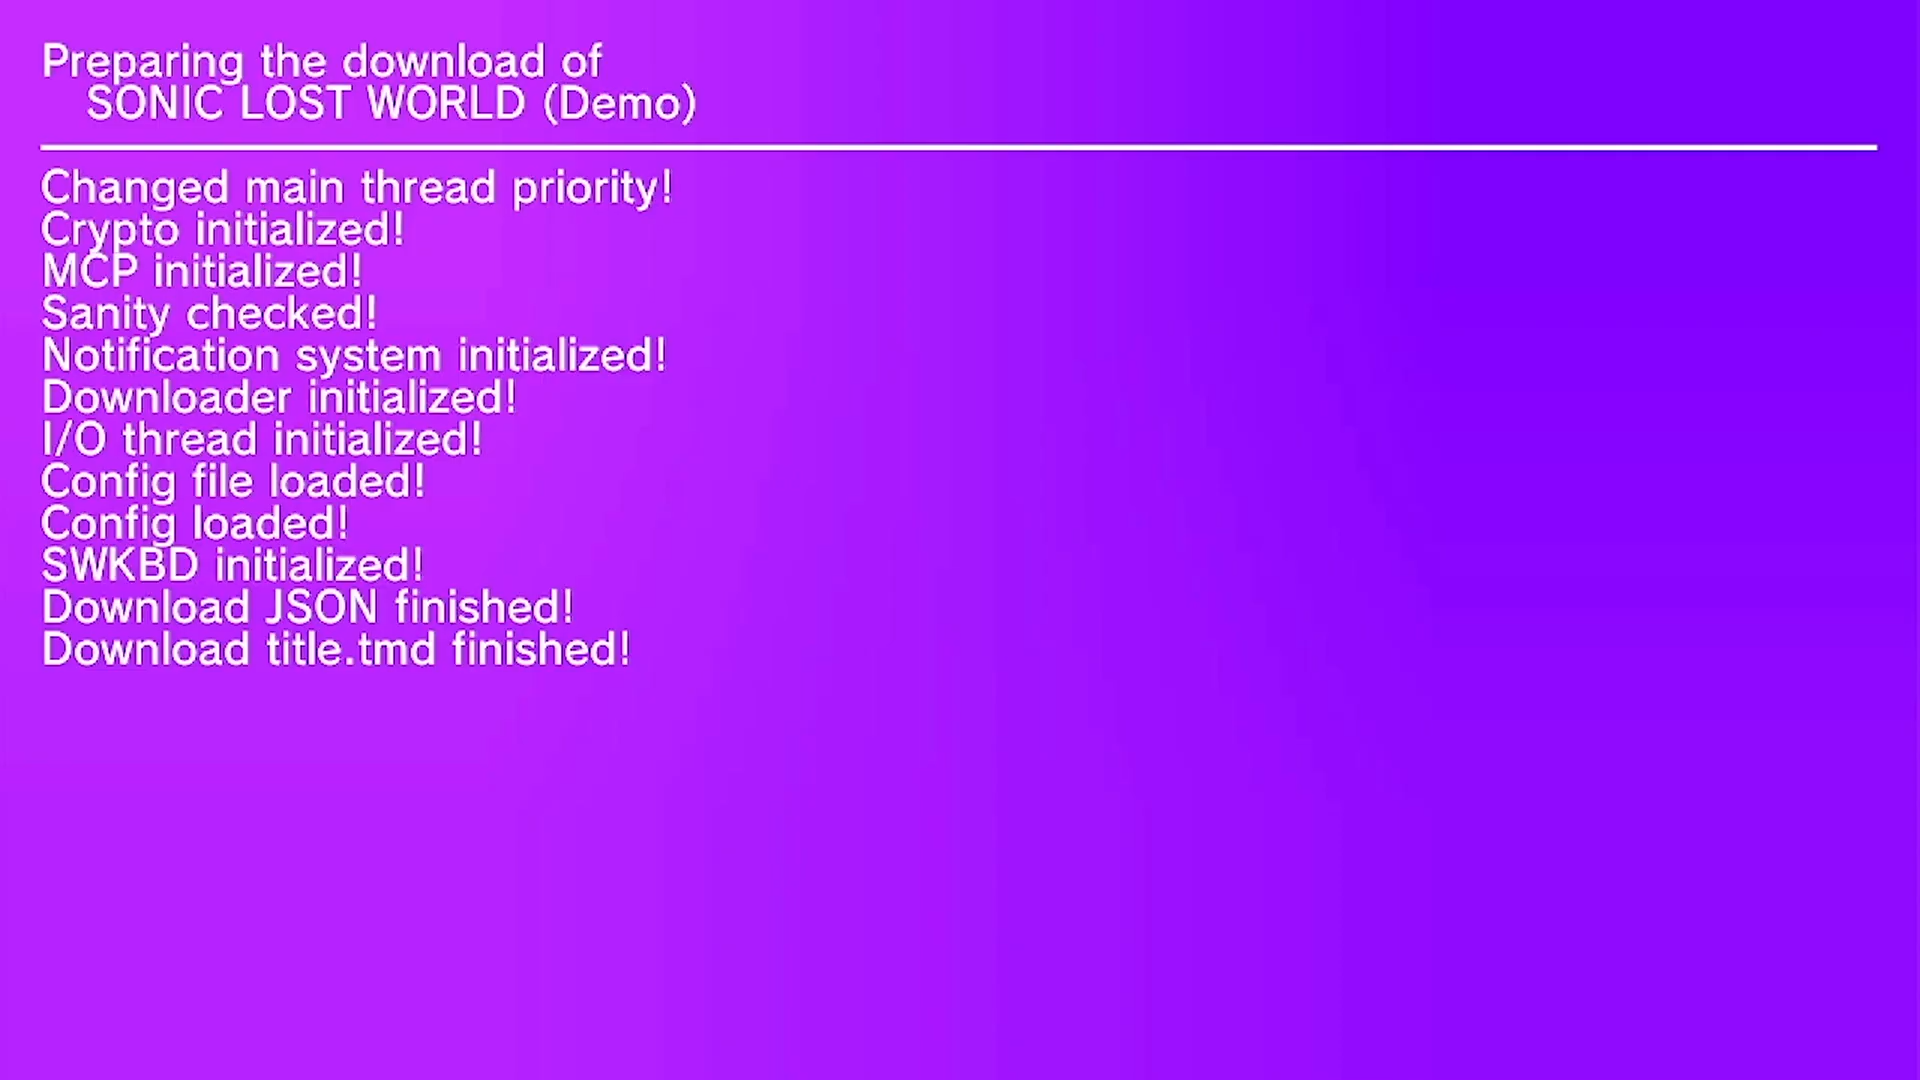 Preparing the download of
SONIC LOST WORLD (Demo)
Changed main thread priority!
Crypto initialized!
MCP initialized!
Sanity checked!
Notification system initialized!
Downloader initialized!
I/O thread initialized!
Config file loaded!
Config loaded!
SWKBD initialized!
Download JSON finished!
Download title.tmd finished!